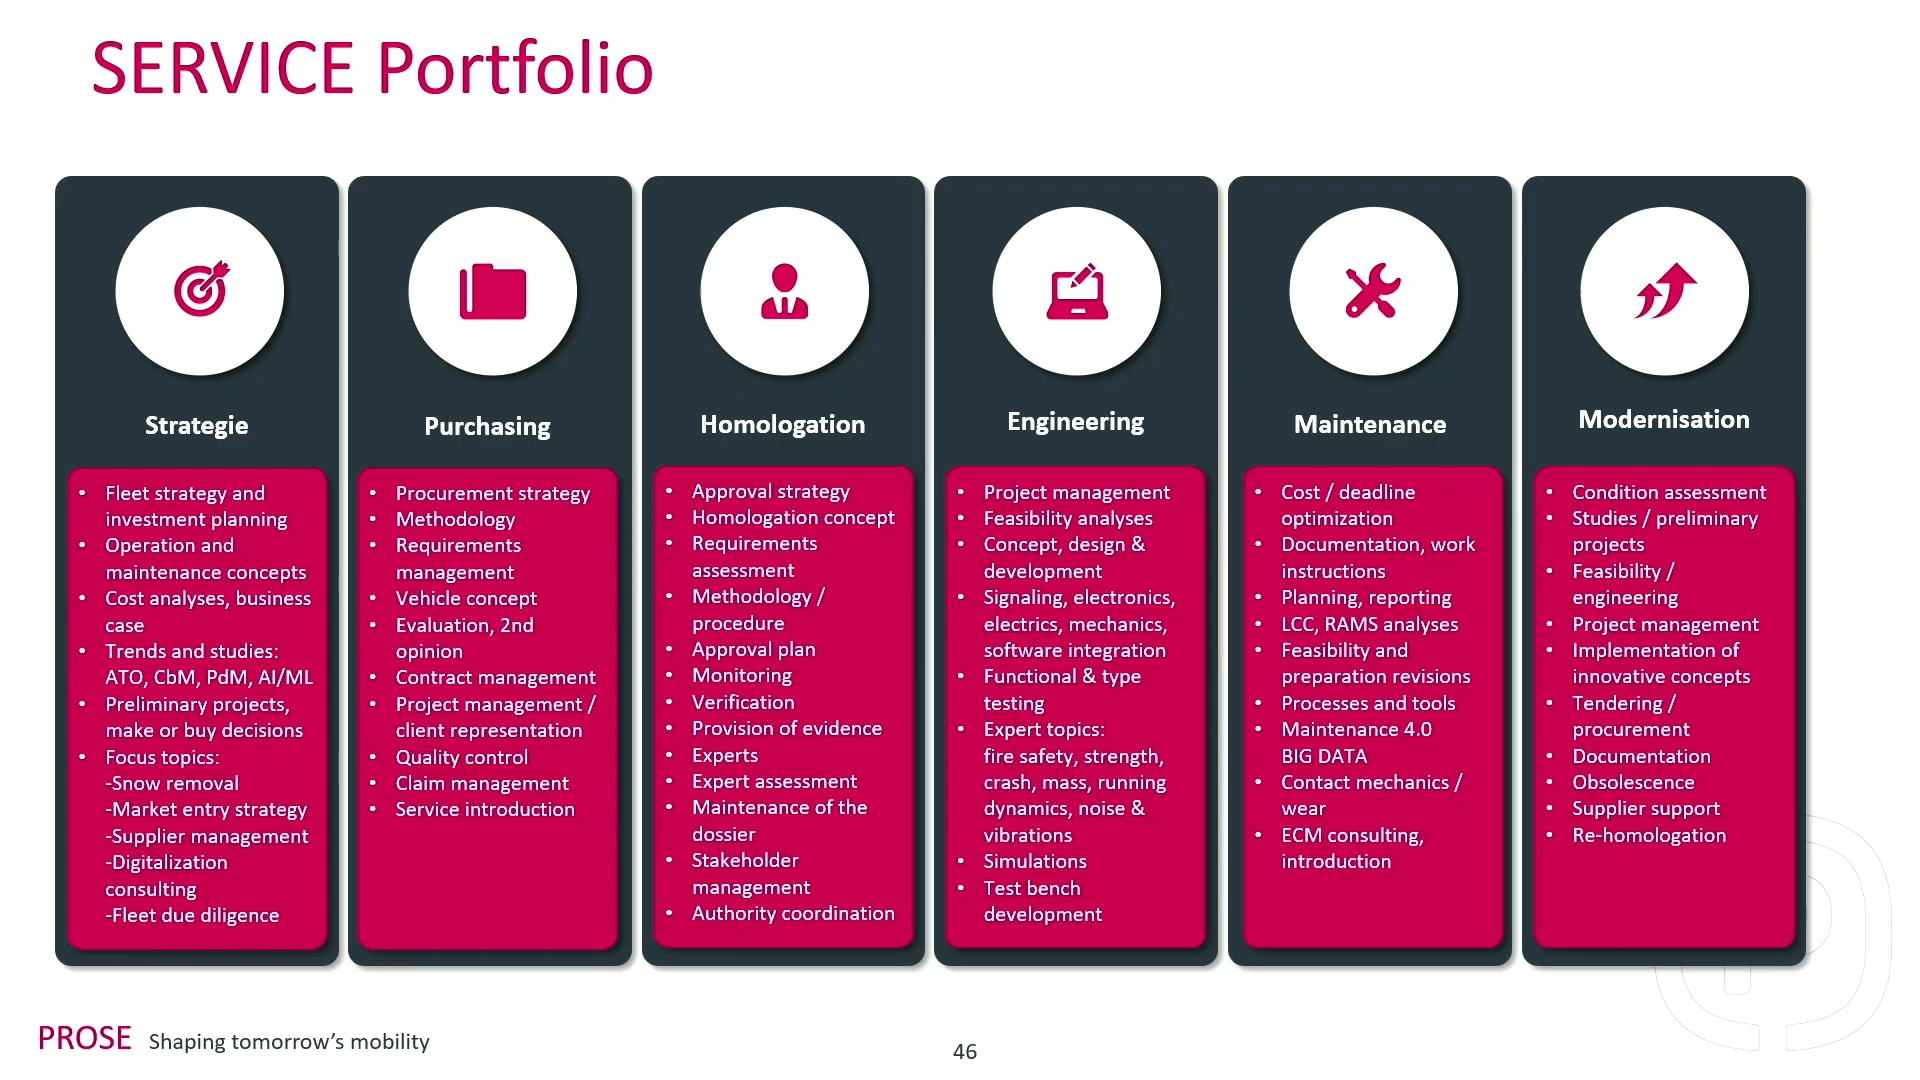 SERVICE Portfolio
Strategie
• Fleet strategy and
investment planning
• Operation and
maintenance concepts
• Cost analyses, business
case
• Trends and studies:
ATO, CbM, PdM, AI/ML
• Preliminary projects,
make or buy decisions
• Focus topics:
-Snow removal
-Market entry strategy
-Supplier management
-Digitalization
consulting
-Fleet due diligence
Purchasing
• Procurement strategy
• Methodology
• Requirements
management
• Vehicle concept
• Evaluation, 2nd
opinion
• Contract management
• Project management /
client representation
• Quality control
• Claim management
• Service introduction
Homologation
• Approval strategy
• Homologation concept
• Requirements
assessment
• Methodology /
procedure
• Approval plan
• Monitoring
• Verification
• Provision of evidence
• Experts
• Expert assessment
• Maintenance of the
dossier
• Stakeholder
management
• Authority coordination
Engineering
• Project management
• Feasibility analyses
• Concept, design &
development
• Signaling, electronics,
electrics, mechanics,
software integration
• Functional & type
testing
• Expert topics:
fire safety, strength,
crash, mass, running
dynamics, noise &
vibrations
• Simulations
• Test bench
development
Maintenance
• Cost / deadline
optimization
• Documentation, work
instructions
• Planning, reporting
• LCC, RAMS analyses
• Feasibility and
preparation revisions
• Processes and tools
• Maintenance 4.0
BIG DATA
• Contact mechanics /
wear
• ECM consulting,
introduction
Modernisation
• Condition assessment
• Studies / preliminary
projects
• Feasibility /
engineering
• Project management
• Implementation of
innovative concepts
• Tendering /
procurement
• Documentation
• Obsolescence
• Supplier support
• Re-homologation
PROSE Shaping tomorrow's mobility
46